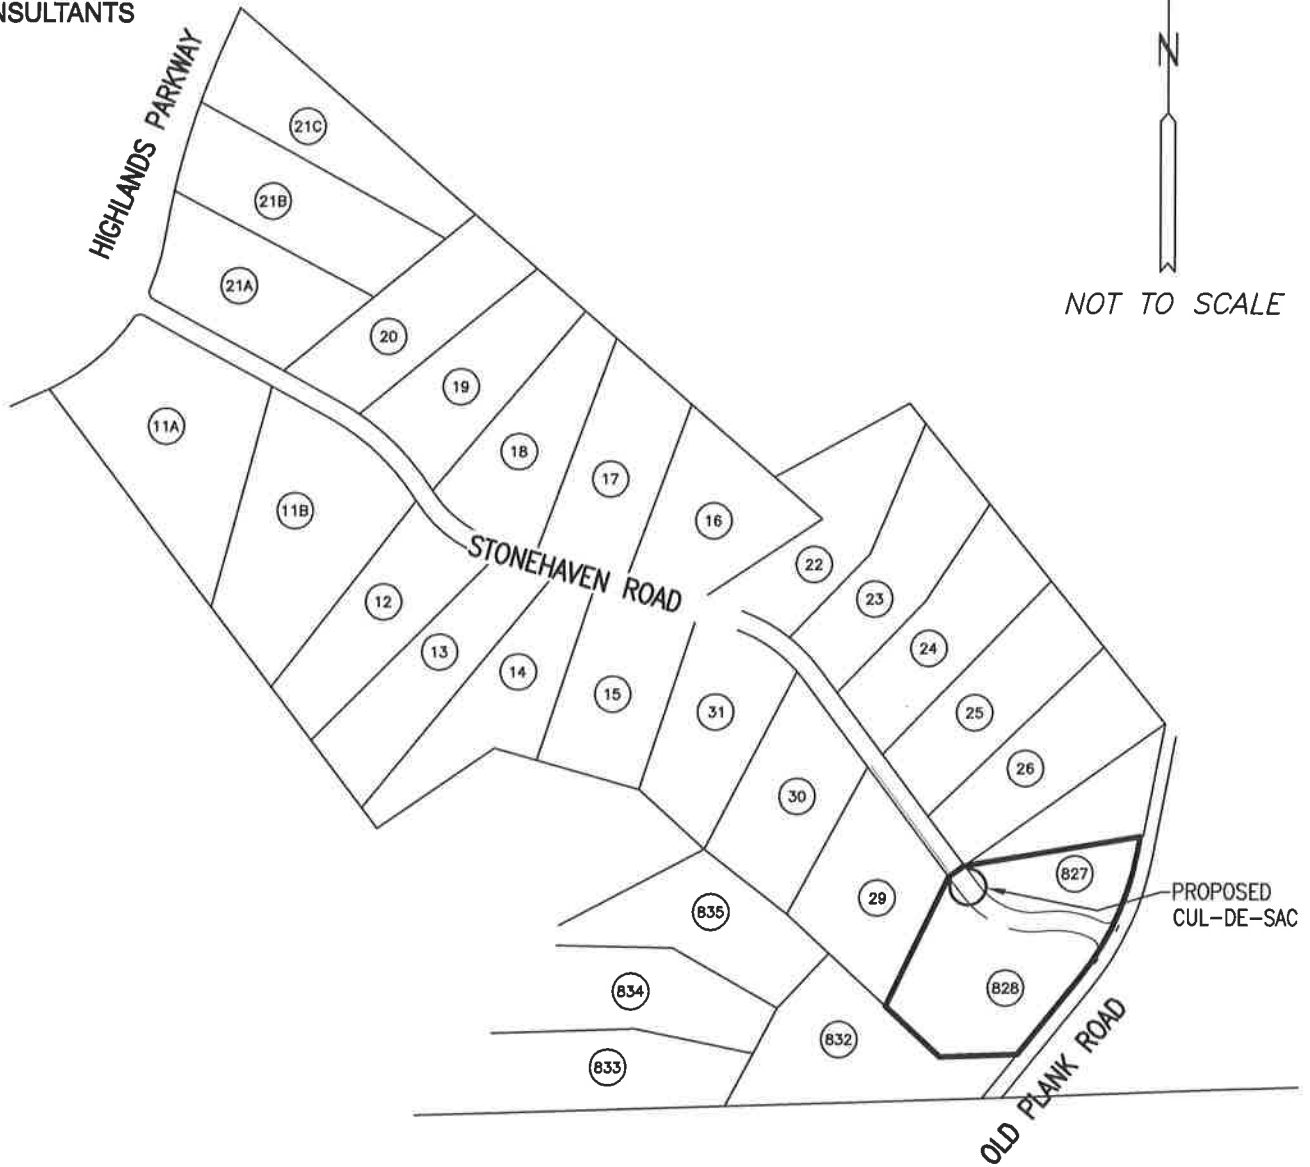 NSULTANTS
N
NOT TO SCALE
HIGHLANDS PARKWAY
21C
21B
21A
20
19
18
17
16
11A
11B
STONEHAVEN ROAD
12
13
14
15
31
22
23
24
25
26
30
29
827
PROPOSED
CUL-DE-SAC
828
835
834
832
833
OLD PLANK ROAD